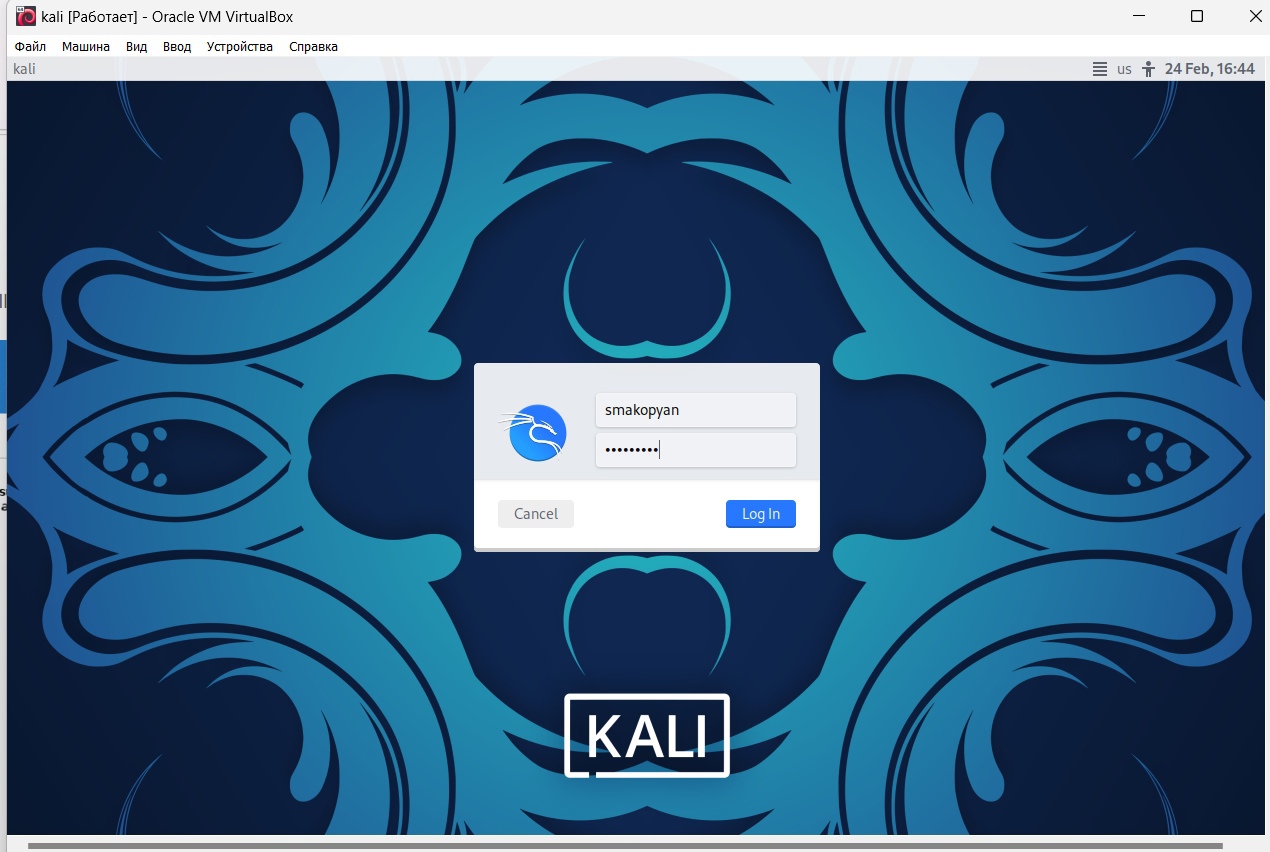 kali [Работает] - Oracle VM VirtualBox
Файл Машина Вид Ввод Устройства Справка
kali us 24 Feb, 16:44
smakopyan
•••••••••
Cancel Log In
KALI